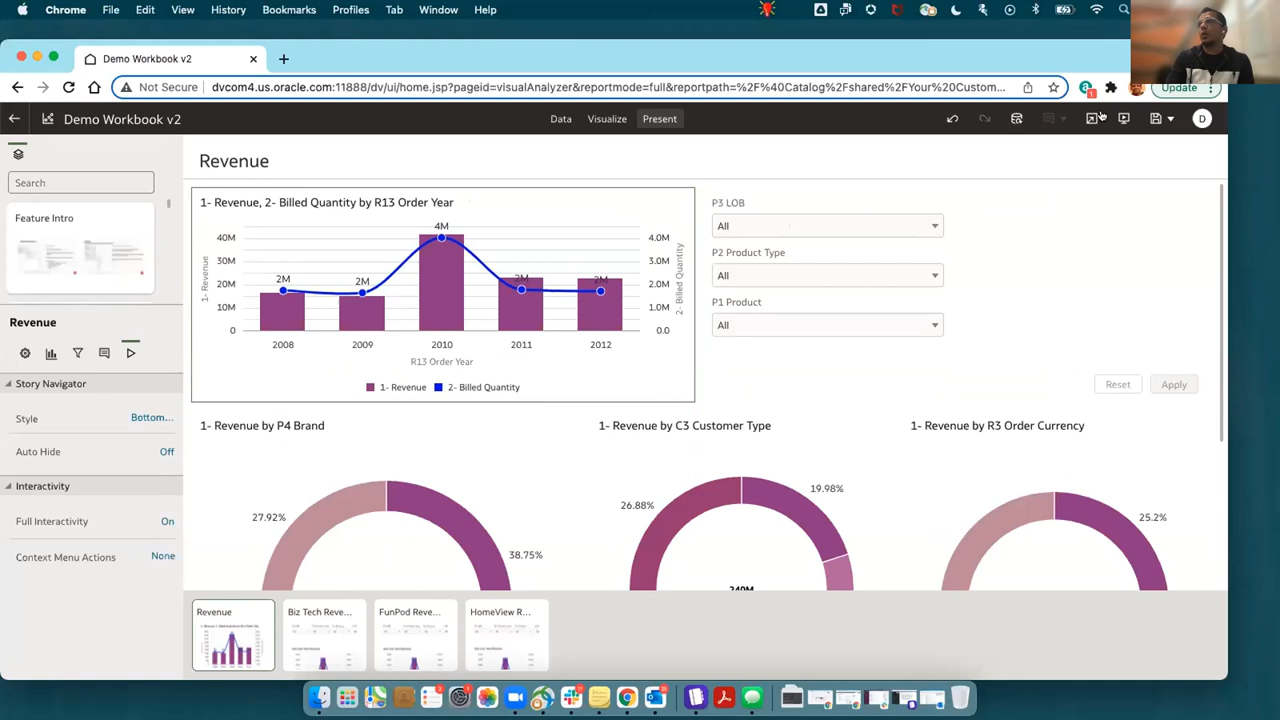 Chrome File Edit View History Bookmarks Profiles Tab Window Help
Demo Workbook v2
Not Secure dvcom4.us.oracle.com:11888/dv/ui/home.jsp?pageid=visualAnalyzer&reportmode=full&reportpath=%2F%40Catalog%2Fshared%2FYour%20Custom... Update
Demo Workbook v2 Data Visualize Present D
Revenue
Search
Feature Intro
1- Revenue, 2- Billed Quantity by R13 Order Year
4M
40M 4.0M
30M 3.0M
2M 2M 2M 2M
20M 2.0M
10M 1.0M
0 0.0
1- Revenue
2- Billed Quantity
2008 2009 2010 2011 2012
R13 Order Year
1- Revenue 2- Billed Quantity
P3 LOB
All
P2 Product Type
All
P1 Product
All
Reset Apply
Revenue
Story Navigator
Style Bottom...
Auto Hide Off
Interactivity
Full Interactivity On
Context Menu Actions None
1- Revenue by P4 Brand
27.92%
38.75%
1- Revenue by C3 Customer Type
26.88%
19.98%
240M
1- Revenue by R3 Order Currency
25.2%
Revenue Biz Tech Reve... FunPod Reve... HomeView R...